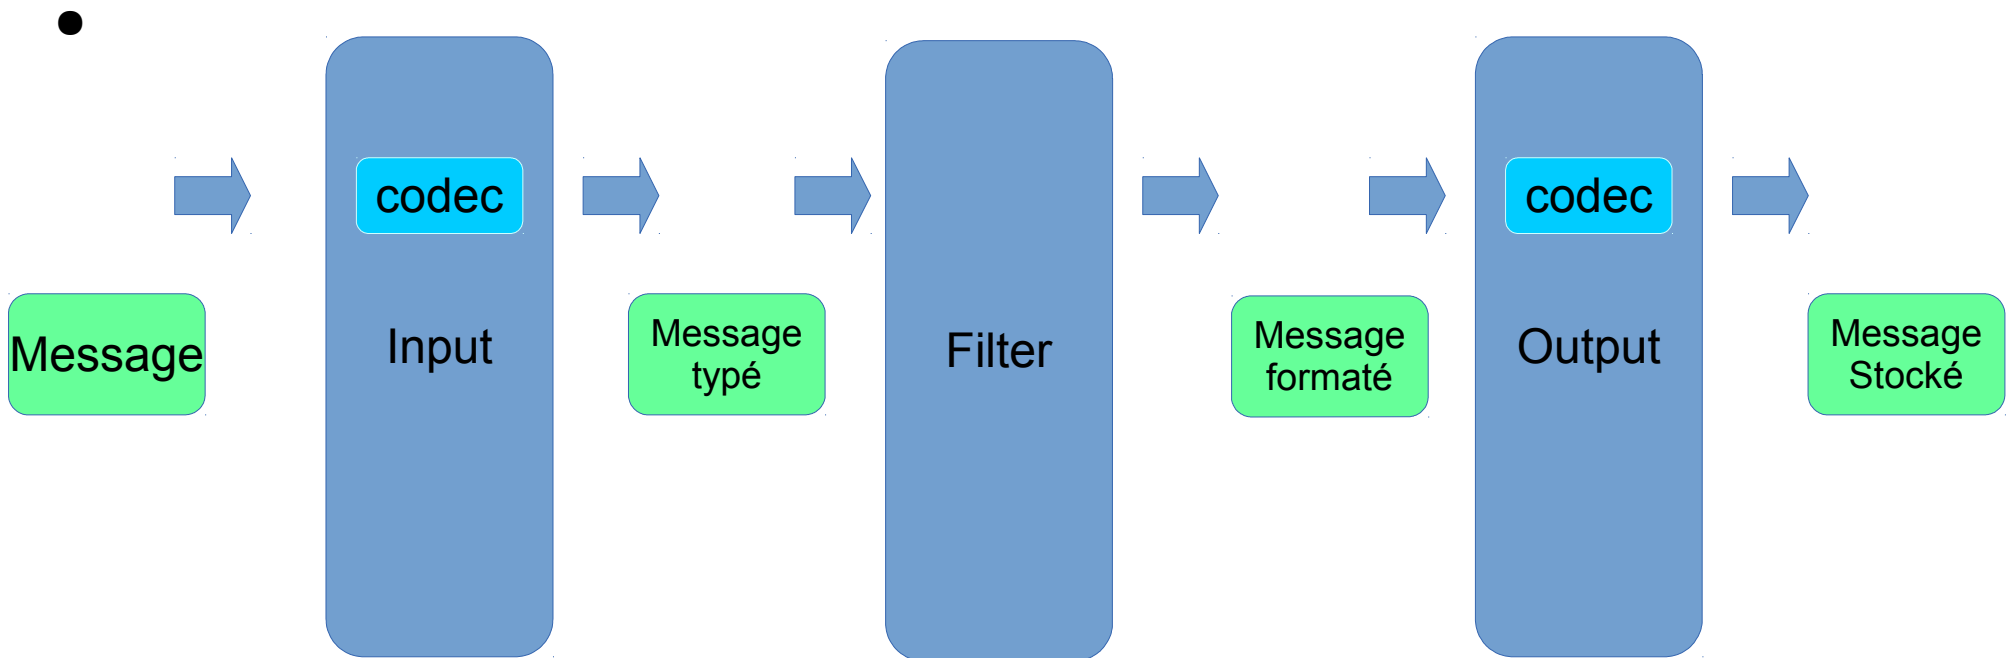 Message
codec
Input
Message
typé
Filter
Message
formaté
codec
Output
Message
Stocké